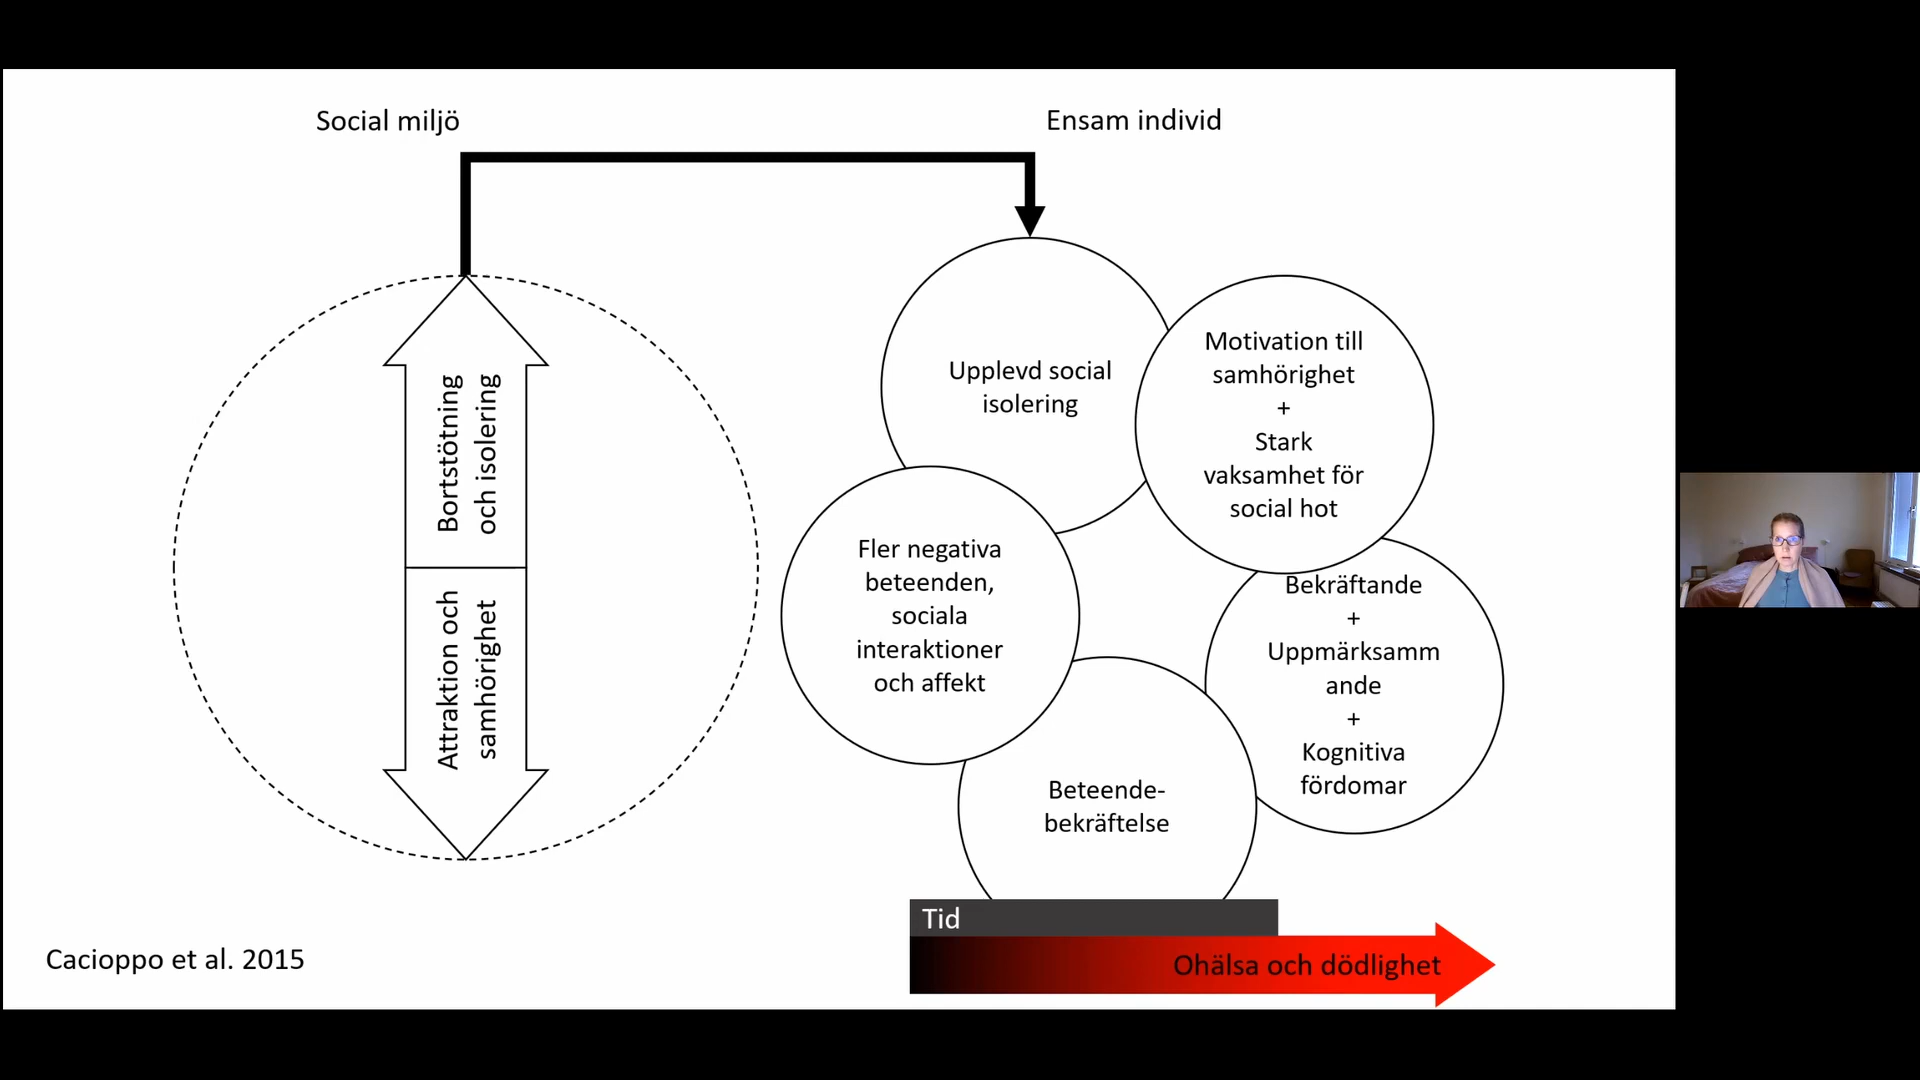 Social miljö
Ensam individ
Bortstötning
och isolering
Attraktion och
samhörighet
Upplevd social
isolering
Motivation till
samhörighet
+
Stark
vaksamhet för
social hot
Bekräftande
+
Uppmärksamm
ande
+
Kognitiva
fördomar
Beteende-
bekräftelse
Fler negativa
beteenden,
sociala
interaktioner
och affekt
Tid
Ohälsa och dödlighet
Cacioppo et al. 2015